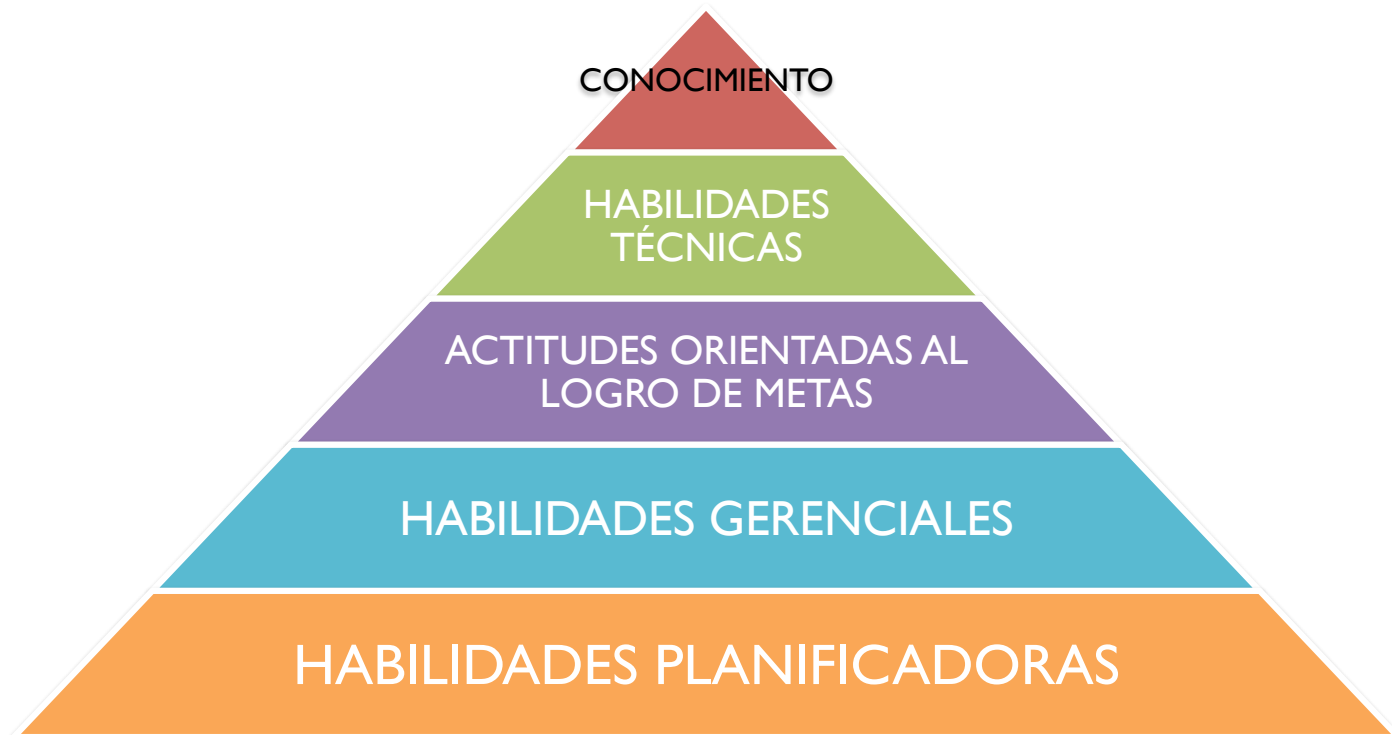 CONOCIMIENTO
HABILIDADES
TÉCNICAS
ACTITUDES ORIENTADAS AL
LOGRO DE METAS
HABILIDADES GERENCIALES
HABILIDADES PLANIFICADORAS